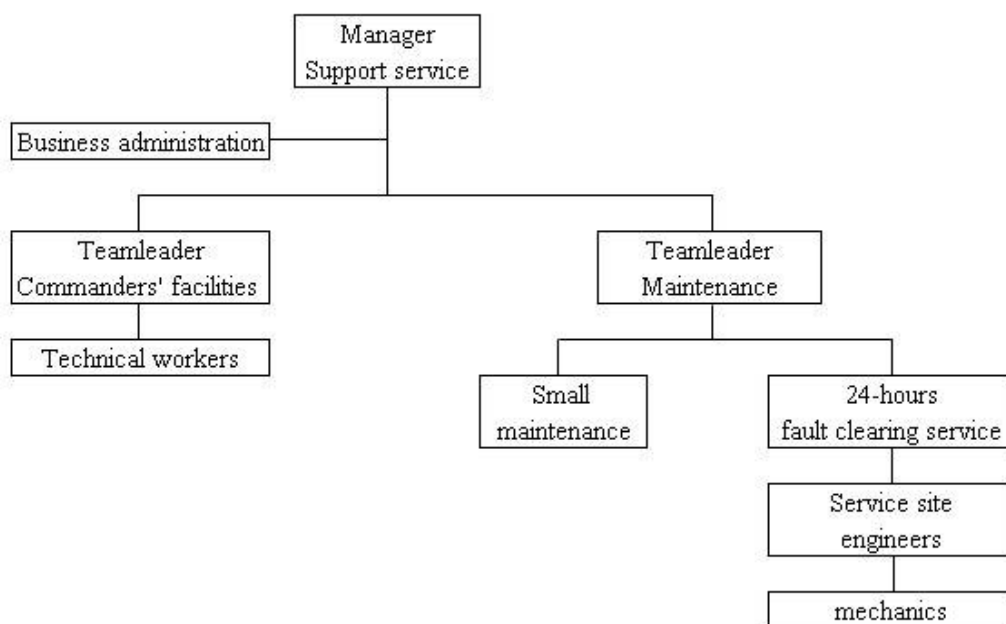 Manager
Support service
Business administration
Teamleader
Commanders' facilities
Teamleader
Maintenance
Technical workers
Small
maintenance
24-hours
fault clearing service
Service site
engineers
mechanics